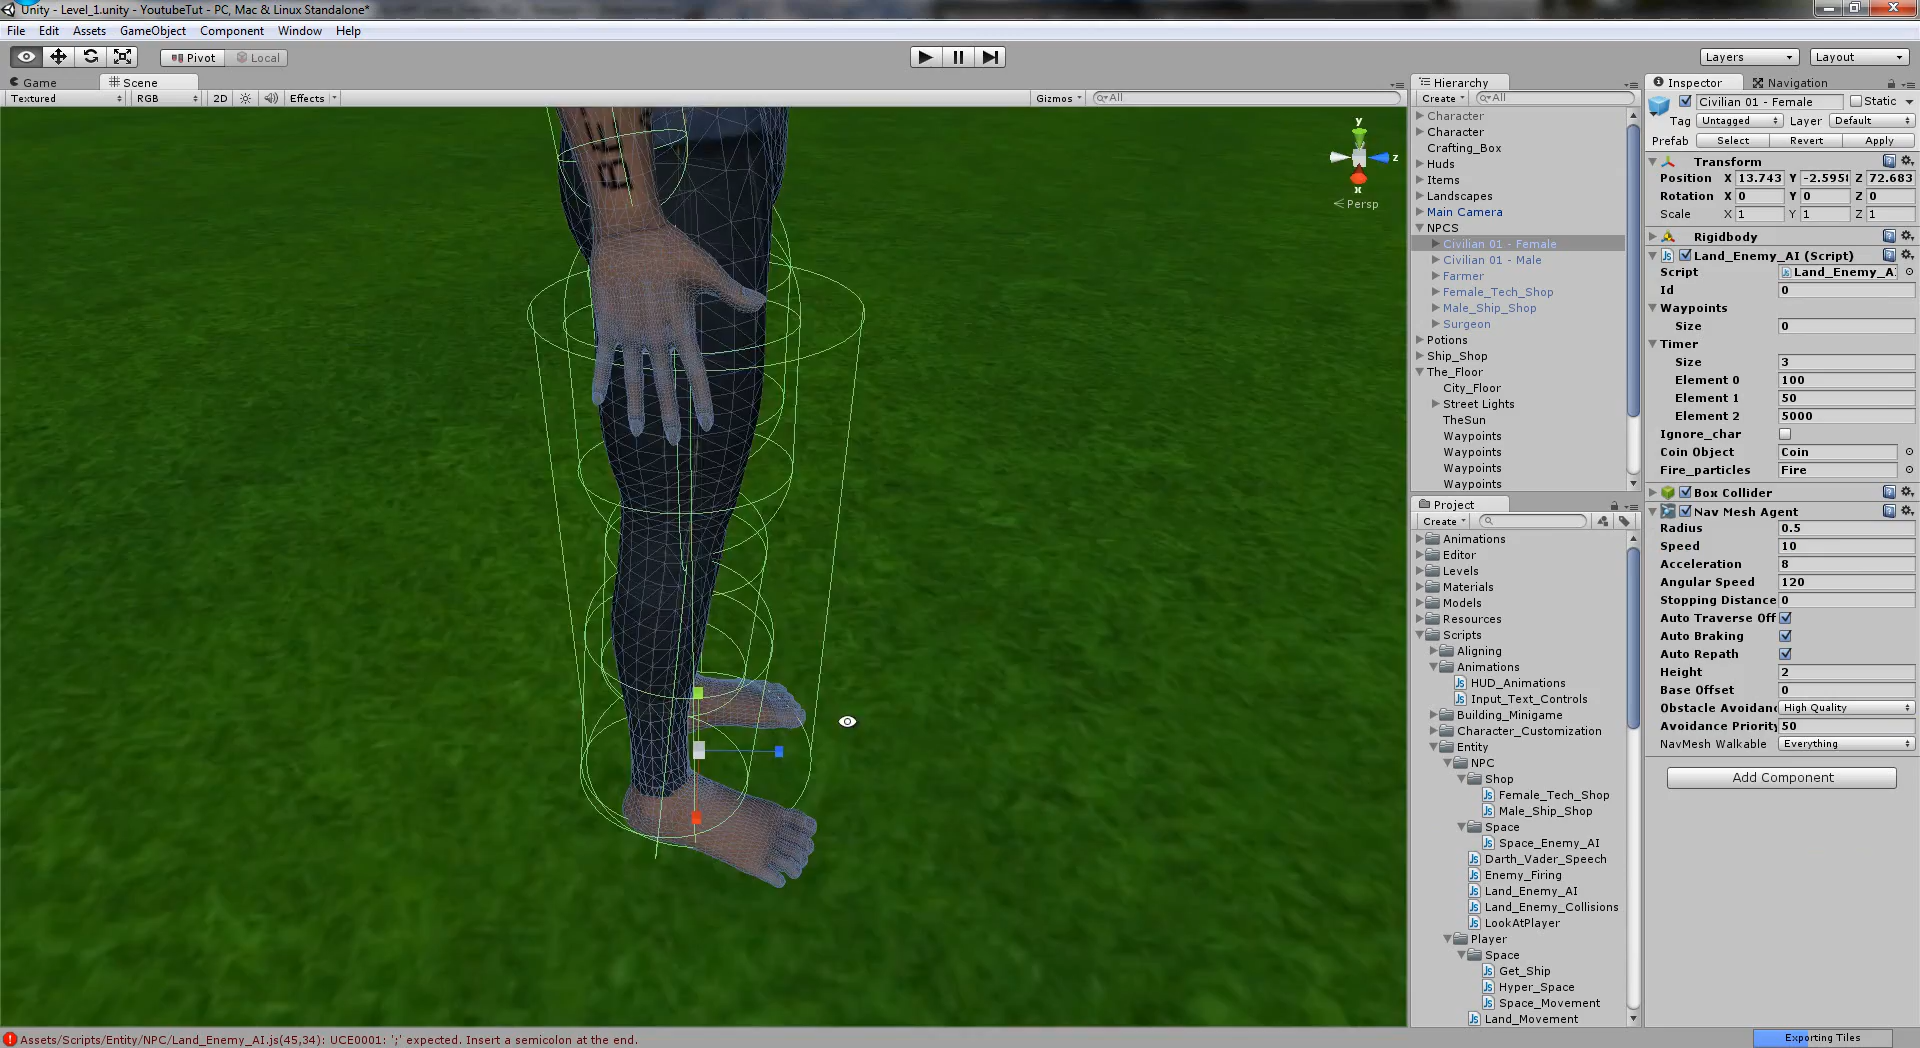 Unity - Level_1.unity - YoutubeTut - PC, Mac & Linux Standalone*
File Edit Assets GameObject Component Window Help
Pivot Local
Layers Layout
Game Scene
Textured RGB 2D Effects Gizmos All
y
z
x
Persp
Hierarchy
Create All
Character
Character
Crafting_Box
Huds
Items
Landscapes
Main Camera
NPCS
Civilian 01 - Female
Civilian 01 - Male
Farmer
Female_Tech_Shop
Male_Ship_Shop
Surgeon
Potions
Ship_Shop
The_Floor
City_Floor
Street Lights
TheSun
Waypoints
Waypoints
Waypoints
Waypoints
Project
Create
Animations
Editor
Levels
Materials
Models
Resources
Scripts
Aligning
Animations
HUD_Animations
Input_Text_Controls
Building_Minigame
Character_Customization
Entity
NPC
Shop
Female_Tech_Shop
Male_Ship_Shop
Space
Space_Enemy_AI
Darth_Vader_Speech
Enemy_Firing
Land_Enemy_AI
Land_Enemy_Collisions
LookAtPlayer
Player
Space
Get_Ship
Hyper_Space
Space_Movement
Land_Movement
Inspector Navigation
Civilian 01 - Female Static
Tag Untagged Layer Default
Prefab Select Revert Apply
Transform
Position X 13.743 Y -2.595 Z 72.683
Rotation X 0 Y 0 Z 0
Scale X 1 Y 1 Z 1
Rigidbody
Land_Enemy_AI (Script)
Script Land_Enemy_A
Id 0
Waypoints
Size 0
Timer
Size 3
Element 0 100
Element 1 50
Element 2 5000
Ignore_char
Coin Object Coin
Fire_particles Fire
Box Collider
Nav Mesh Agent
Radius 0.5
Speed 10
Acceleration 8
Angular Speed 120
Stopping Distance 0
Auto Traverse Off
Auto Braking
Auto Repath
Height 2
Base Offset 0
Obstacle Avoidanc High Quality
Avoidance Priority 50
NavMesh Walkable Everything
Add Component
Assets/Scripts/Entity/NPC/Land_Enemy_AI.js(45,34): UCE0001: ';' expected. Insert a semicolon at the end.
Exporting Tiles